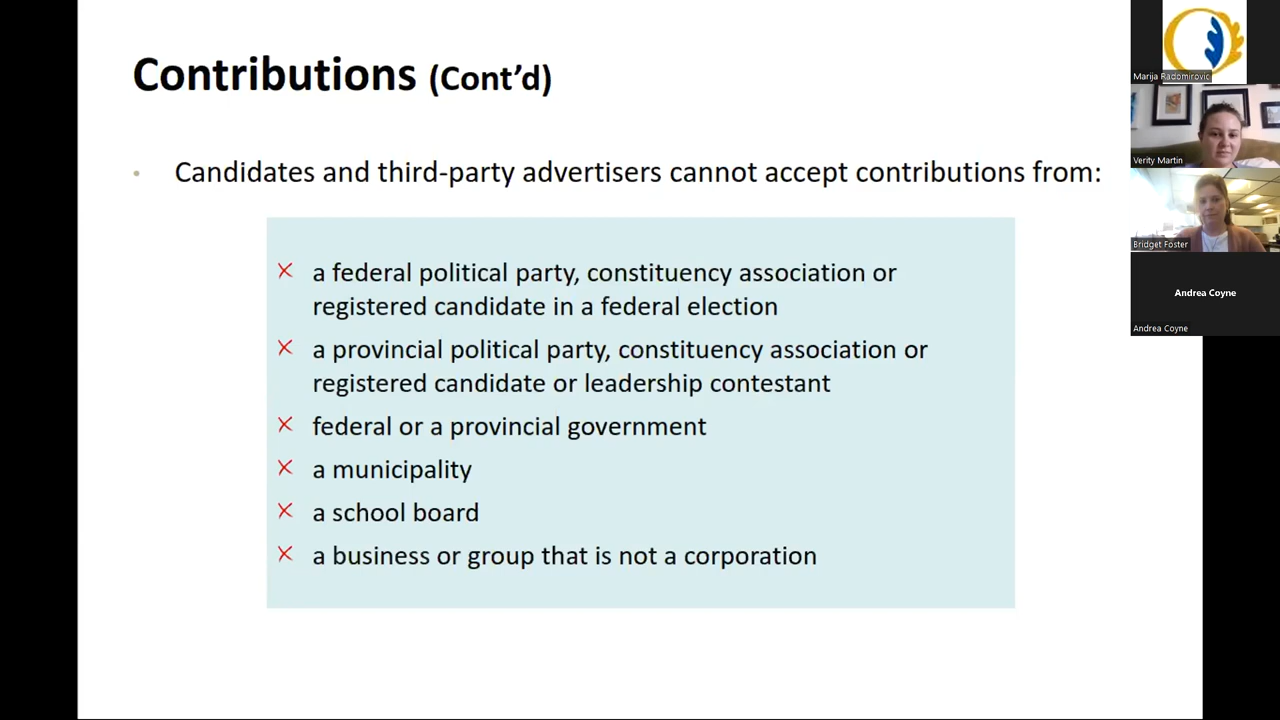 Contributions (Cont’d)
• Candidates and third-party advertisers cannot accept contributions from:
a federal political party, constituency association or
registered candidate in a federal election
a provincial political party, constituency association or
registered candidate or leadership contestant
federal or a provincial government
a municipality
a school board
a business or group that is not a corporation
Marija Radomirovic
Verity Martin
Bridget Foster
Andrea Coyne
Andrea Coyne